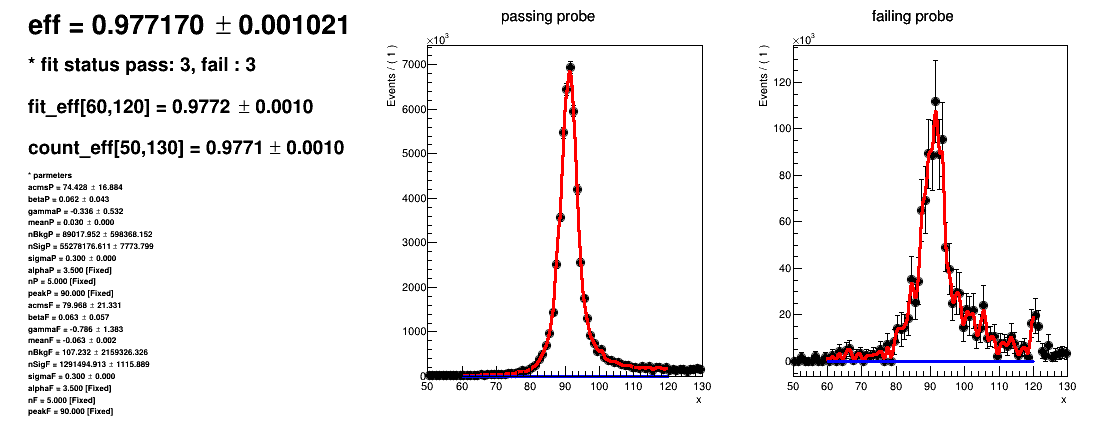 eff = 0.977170 ± 0.001021
* fit status pass: 3, fail : 3
fit_eff[60,120] = 0.9772 ± 0.0010
count_eff[50,130] = 0.9771 ± 0.0010
* parmeters
acmsP = 74.428 ± 16.884
betaP = 0.062 ± 0.043
gammaP = -0.336 ± 0.532
meanP = 0.030 ± 0.000
nBkgP = 89017.952 ± 598368.152
nSigP = 55278176.611 ± 7773.799
sigmaP = 0.300 ± 0.000
alphaP = 3.500 [Fixed]
nP = 5.000 [Fixed]
peakP = 90.000 [Fixed]
acmsF = 79.968 ± 21.331
betaF = 0.063 ± 0.057
gammaF = -0.786 ± 1.383
meanF = -0.063 ± 0.002
nBkgF = 107.232 ± 2159326.326
nSigF = 1291494.913 ± 1115.889
sigmaF = 0.300 ± 0.000
alphaF = 3.500 [Fixed]
nF = 5.000 [Fixed]
peakF = 90.000 [Fixed]
passing probe
×10³
Events / ( 1 )
7000
6000
5000
4000
3000
2000
1000
0
50 60 70 80 90 100 110 120 130
x
failing probe
×10³
Events / ( 1 )
120
100
80
60
40
20
0
50 60 70 80 90 100 110 120 130
x